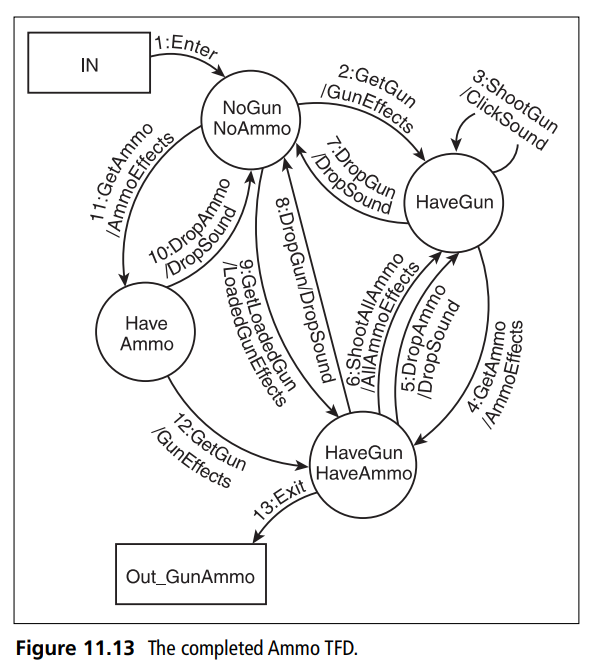 IN
1:Enter
NoGun
NoAmmo
2:GetGun
/GunEffects
3:ShootGun
/ClickSound
7:DropGun
/DropSound
HaveGun
11:GetAmmo
/AmmoEffects
10:DropAmmo
/DropSound
9:GetLoadedGun
/LoadedGunEffects
8:DropGun/DropSound
6:ShootAllAmmo
/AllAmmoEffects
5:DropAmmo
/DropSound
4:GetAmmo
/AmmoEffects
Have
Ammo
12:GetGun
/GunEffects
HaveGun
HaveAmmo
13:Exit
Out_GunAmmo
Figure 11.13 The completed Ammo TFD.